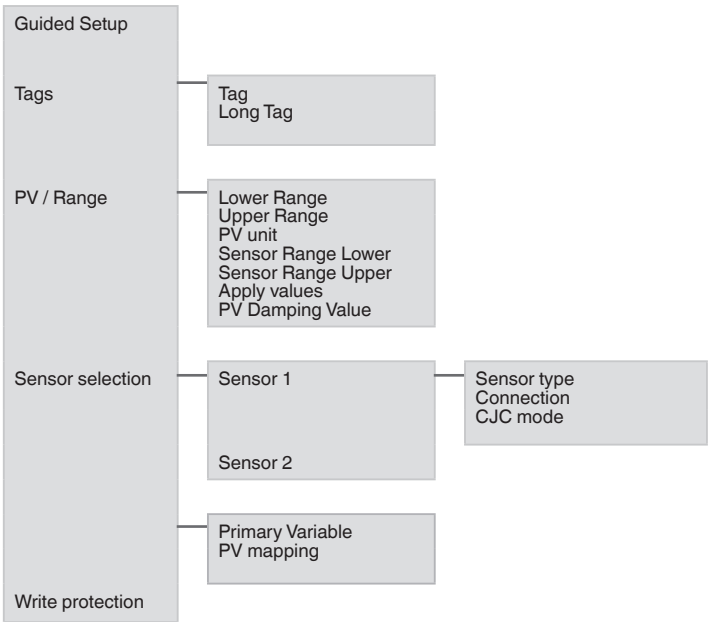 Guided Setup
Tags
Tag
Long Tag
PV / Range
Lower Range
Upper Range
PV unit
Sensor Range Lower
Sensor Range Upper
Apply values
PV Damping Value
Sensor selection
Sensor 1
Sensor type
Connection
CJC mode
Sensor 2
Primary Variable
PV mapping
Write protection